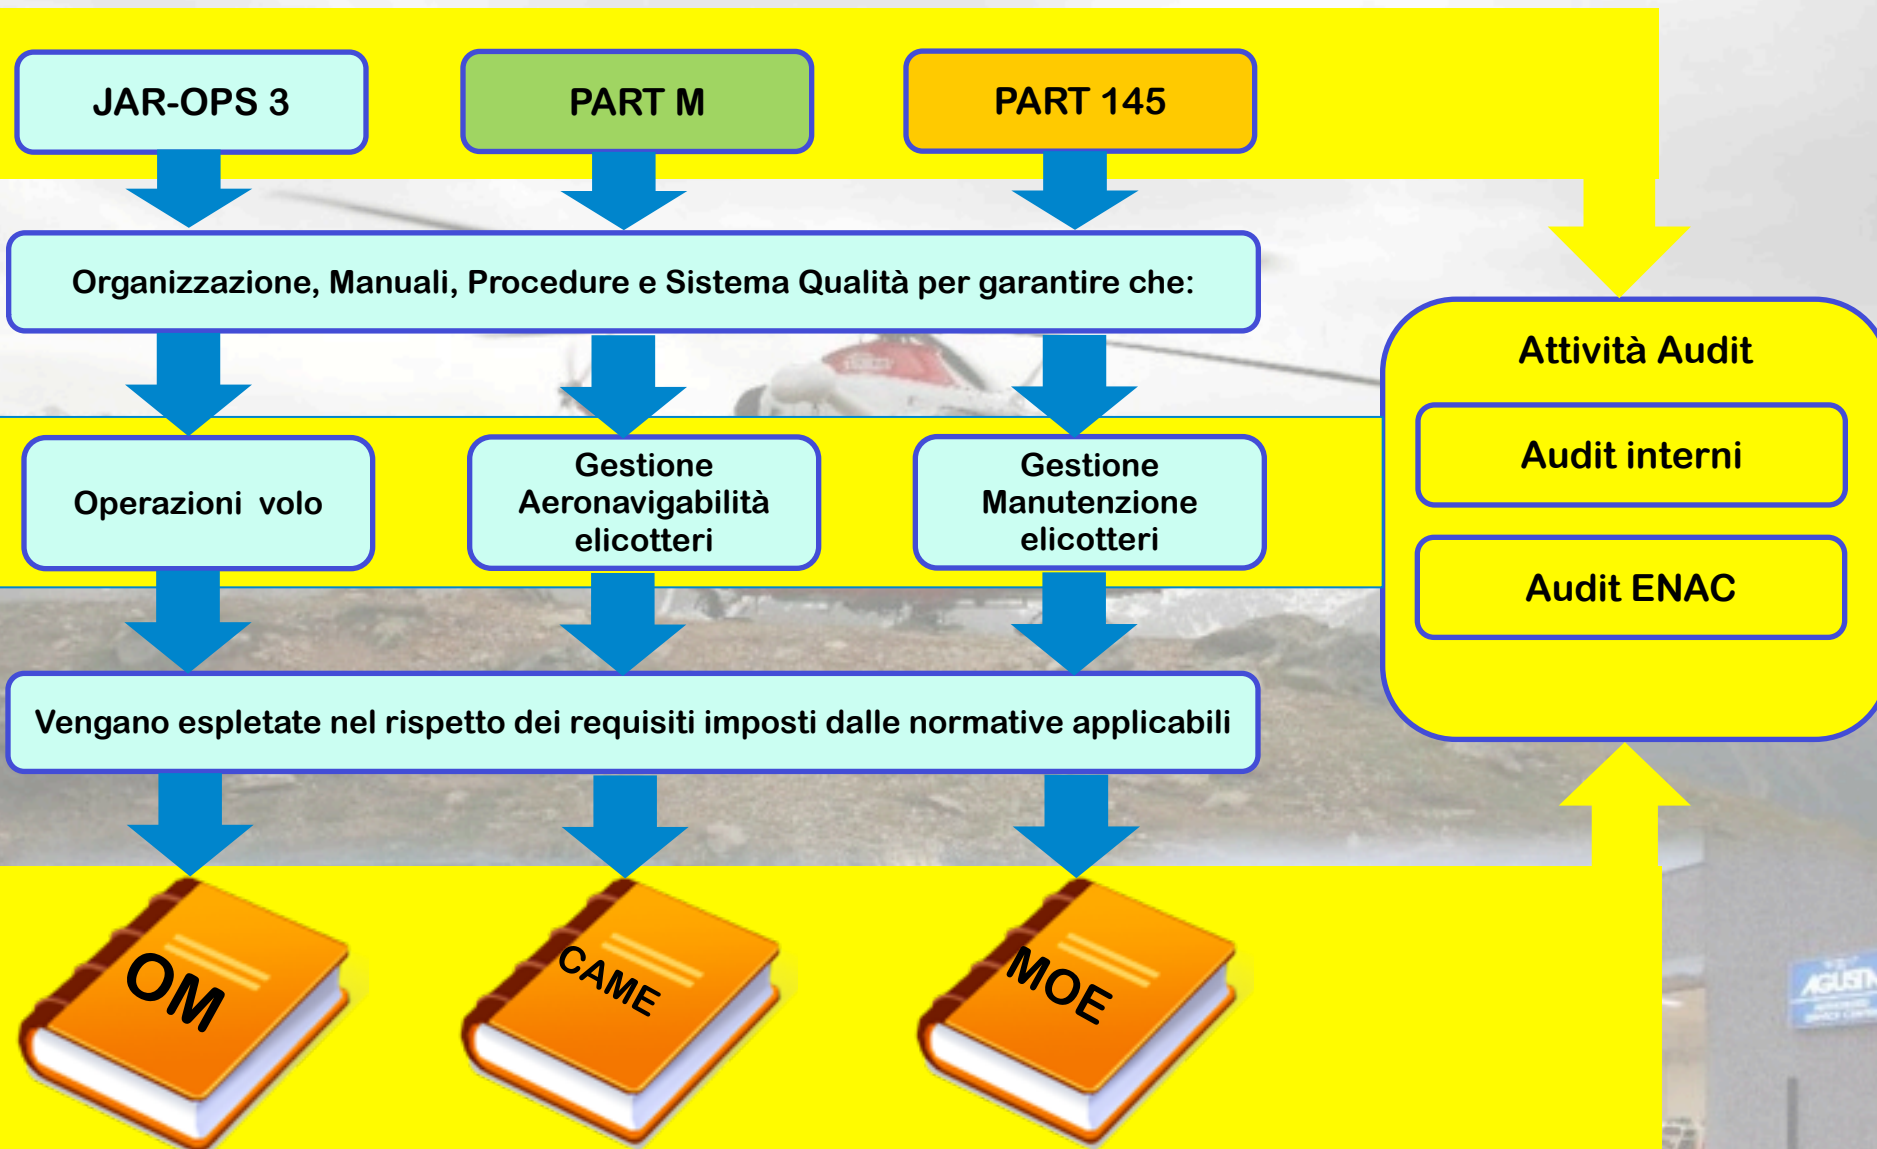 JAR-OPS 3
PART M
PART 145
Organizzazione, Manuali, Procedure e Sistema Qualità per garantire che:
Attività Audit
Audit interni
Audit ENAC
Operazioni volo
Gestione
Aeronavigabilità
elicotteri
Gestione
Manutenzione
elicotteri
Vengano espletate nel rispetto dei requisiti imposti dalle normative applicabili
OM
CAME
MOE